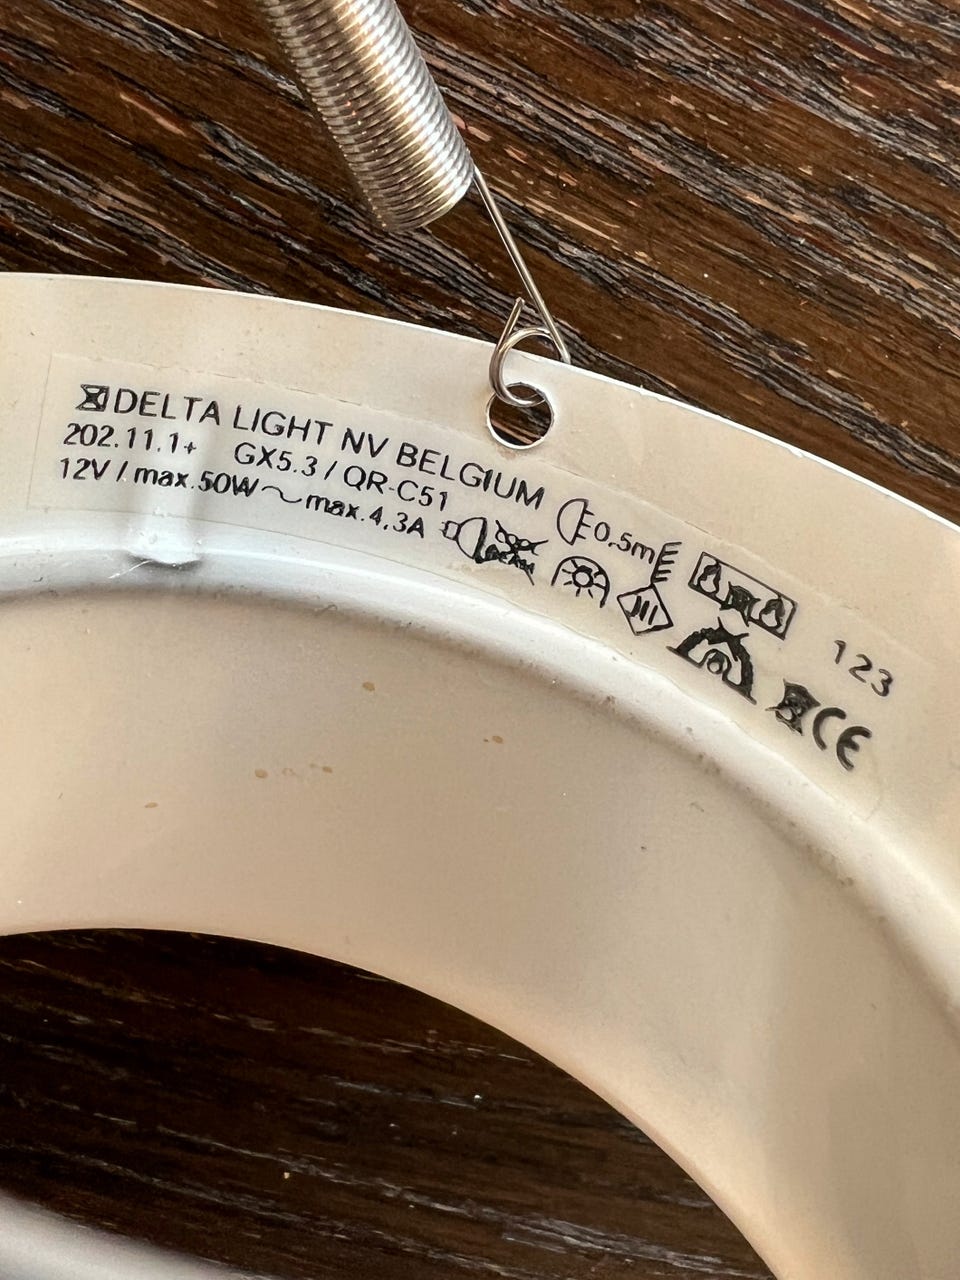 DELTA LIGHT NV BELGIUM 0.5m
202.11.1+ GX5.3 / QR-C51
12V / max.50W ~ max.4,3A
123
CE